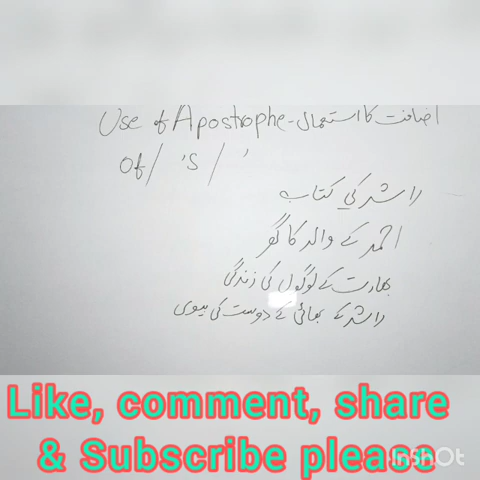 Use of Apostrophe - اضافت کا استعمال
Of / 's / '
راشد کی کتاب
احمد کے والد کا گھر
بھارت کے لوگوں کی زندگی
راشد کے بھائی کے دوست کی بیوی
Like, comment, share
& Subscribe please
InShOt